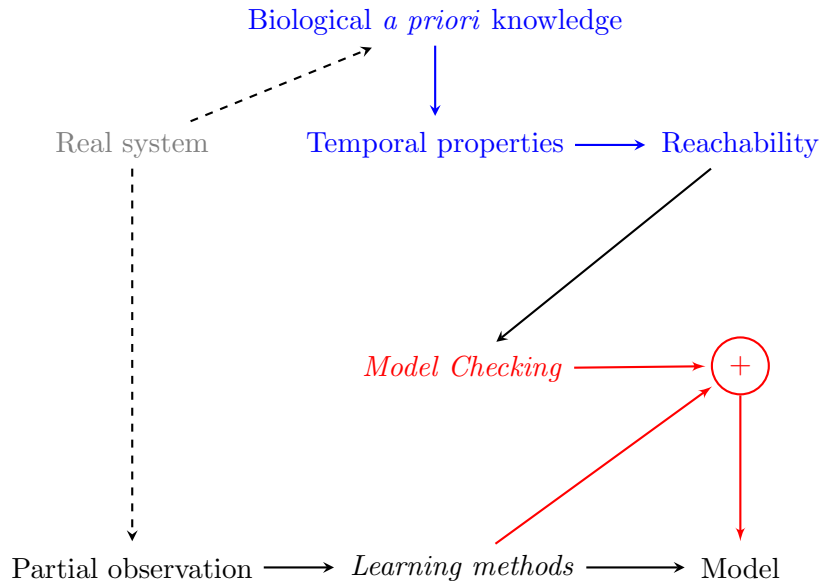 Biological a priori knowledge
Real system
Temporal properties
Reachability
Model Checking
+
Partial observation
Learning methods
Model